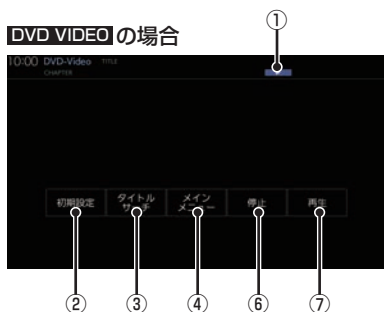 ①
DVD VIDEO の場合
10:00 DVD-Video TITLE
CHAPTER
初期設定 タイトル サーチ メイン メニュー 停止 再生
② ③ ④ ⑥ ⑦